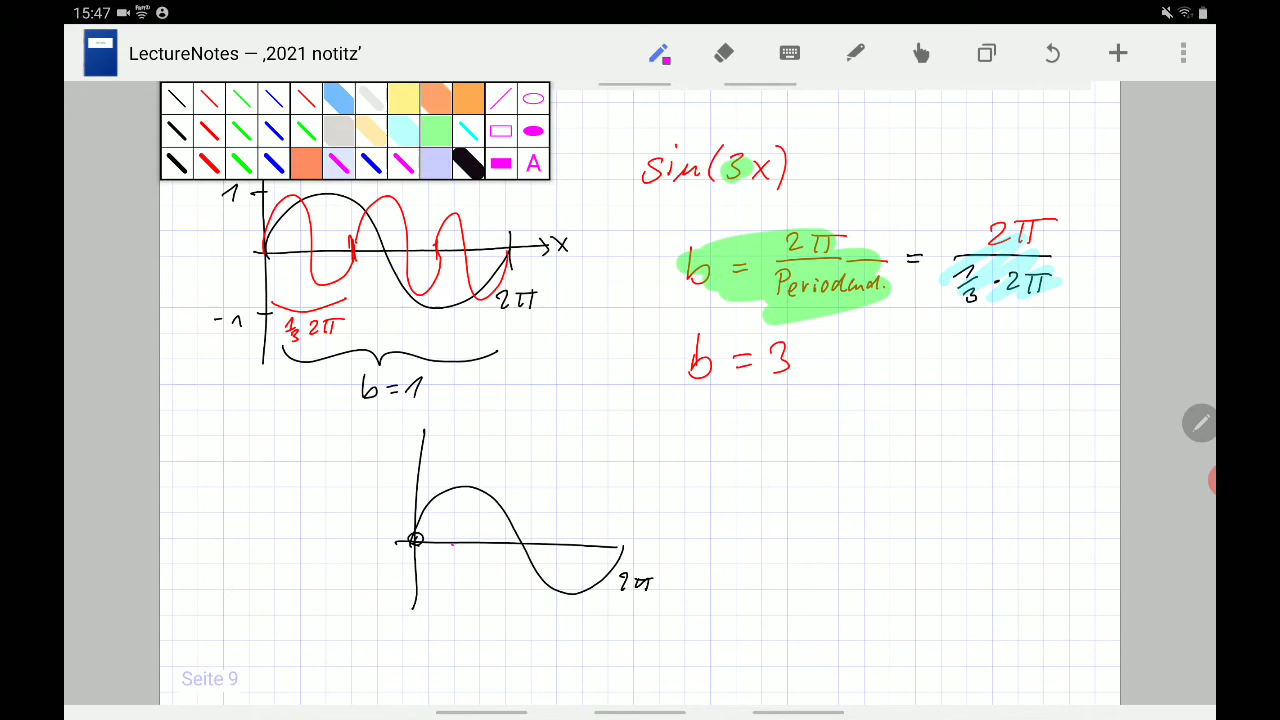 15:47
LectureNotes — ‚2021 notitz’
A
sin(3x)
1
x
-1
2π
1/3 2π
b = 1
b = 2π / Periodend. = 2π / (1/3 · 2π)
b = 3
2π
Seite 9